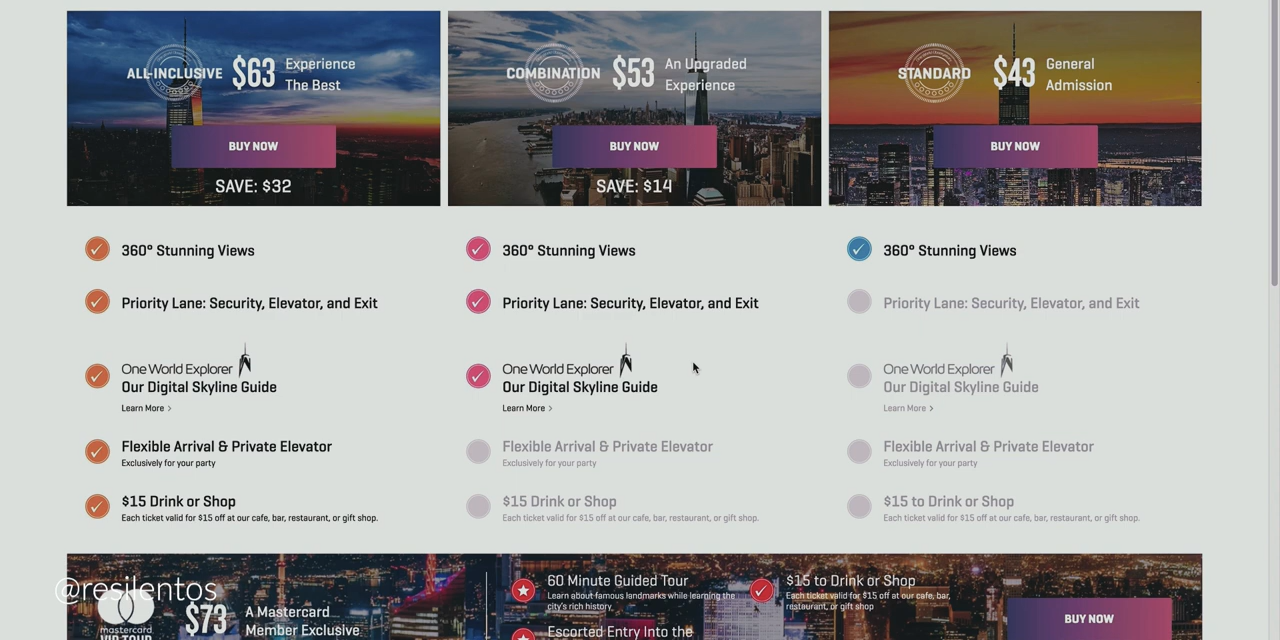 ALL-INCLUSIVE $63 Experience
The Best
BUY NOW
SAVE: $32
COMBINATION $53 An Upgraded
Experience
BUY NOW
SAVE: $14
STANDARD $43 General
Admission
BUY NOW
360° Stunning Views
Priority Lane: Security, Elevator, and Exit
One World Explorer
Our Digital Skyline Guide
Learn More >
Flexible Arrival & Private Elevator
Exclusively for your party
$15 Drink or Shop
Each ticket valid for $15 off at our cafe, bar, restaurant, or gift shop.
360° Stunning Views
Priority Lane: Security, Elevator, and Exit
One World Explorer
Our Digital Skyline Guide
Learn More >
Flexible Arrival & Private Elevator
Exclusively for your party
$15 Drink or Shop
Each ticket valid for $15 off at our cafe, bar, restaurant, or gift shop.
360° Stunning Views
Priority Lane: Security, Elevator, and Exit
One World Explorer
Our Digital Skyline Guide
Learn More >
Flexible Arrival & Private Elevator
Exclusively for your party
$15 to Drink or Shop
Each ticket valid for $15 off at our cafe, bar, restaurant, or gift shop.
@resilentos
mastercard
VIP TOUR
$73 A Mastercard
Member Exclusive
60 Minute Guided Tour
Learn about famous landmarks while learning the
city's rich history.
Escorted Entry Into the
$15 to Drink or Shop
Each ticket valid for $15 off at our cafe, bar,
restaurant, or gift shop
BUY NOW